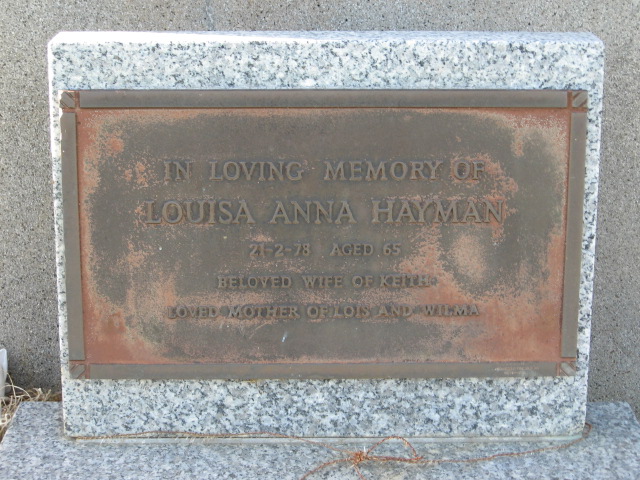 IN LOVING MEMORY OF
LOUISA ANNA HAYMAN
21-2-78 AGED 65
BELOVED WIFE OF KEITH
LOVED MOTHER OF LOIS AND WILMA